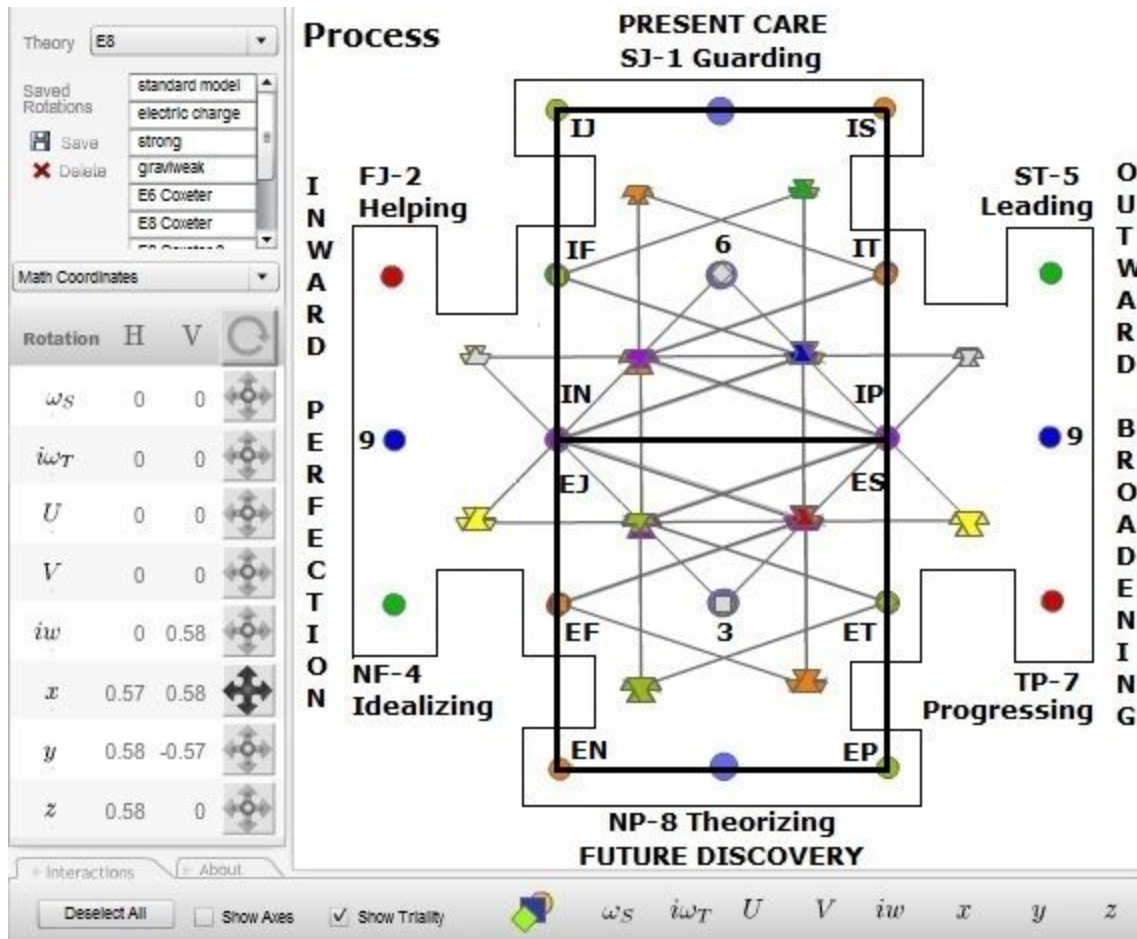 Theory E8
Saved Rotations
Save
Delete
standard model
electric charge
strong
graviweak
E6 Coxeter
E8 Coxeter
Math Coordinates
Rotation H V
ωS 0 0
iωT 0 0
U 0 0
V 0 0
iw 0 0.58
x 0.57 0.58
y 0.58 -0.57
z 0.58 0
Interactions
About
Deselect All
Show Axes
Show Triality
ωS iωT U V iw x y z
Process
PRESENT CARE
SJ-1 Guarding
IJ
IS
INWARD PERFECTION
FJ-2
Helping
ST-5
Leading
OUTWARD BROADENING
IF
6
IT
IN
IP
9
9
EJ
ES
EF
3
ET
NF-4
Idealizing
TP-7
Progressing
EN
EP
NP-8 Theorizing
FUTURE DISCOVERY